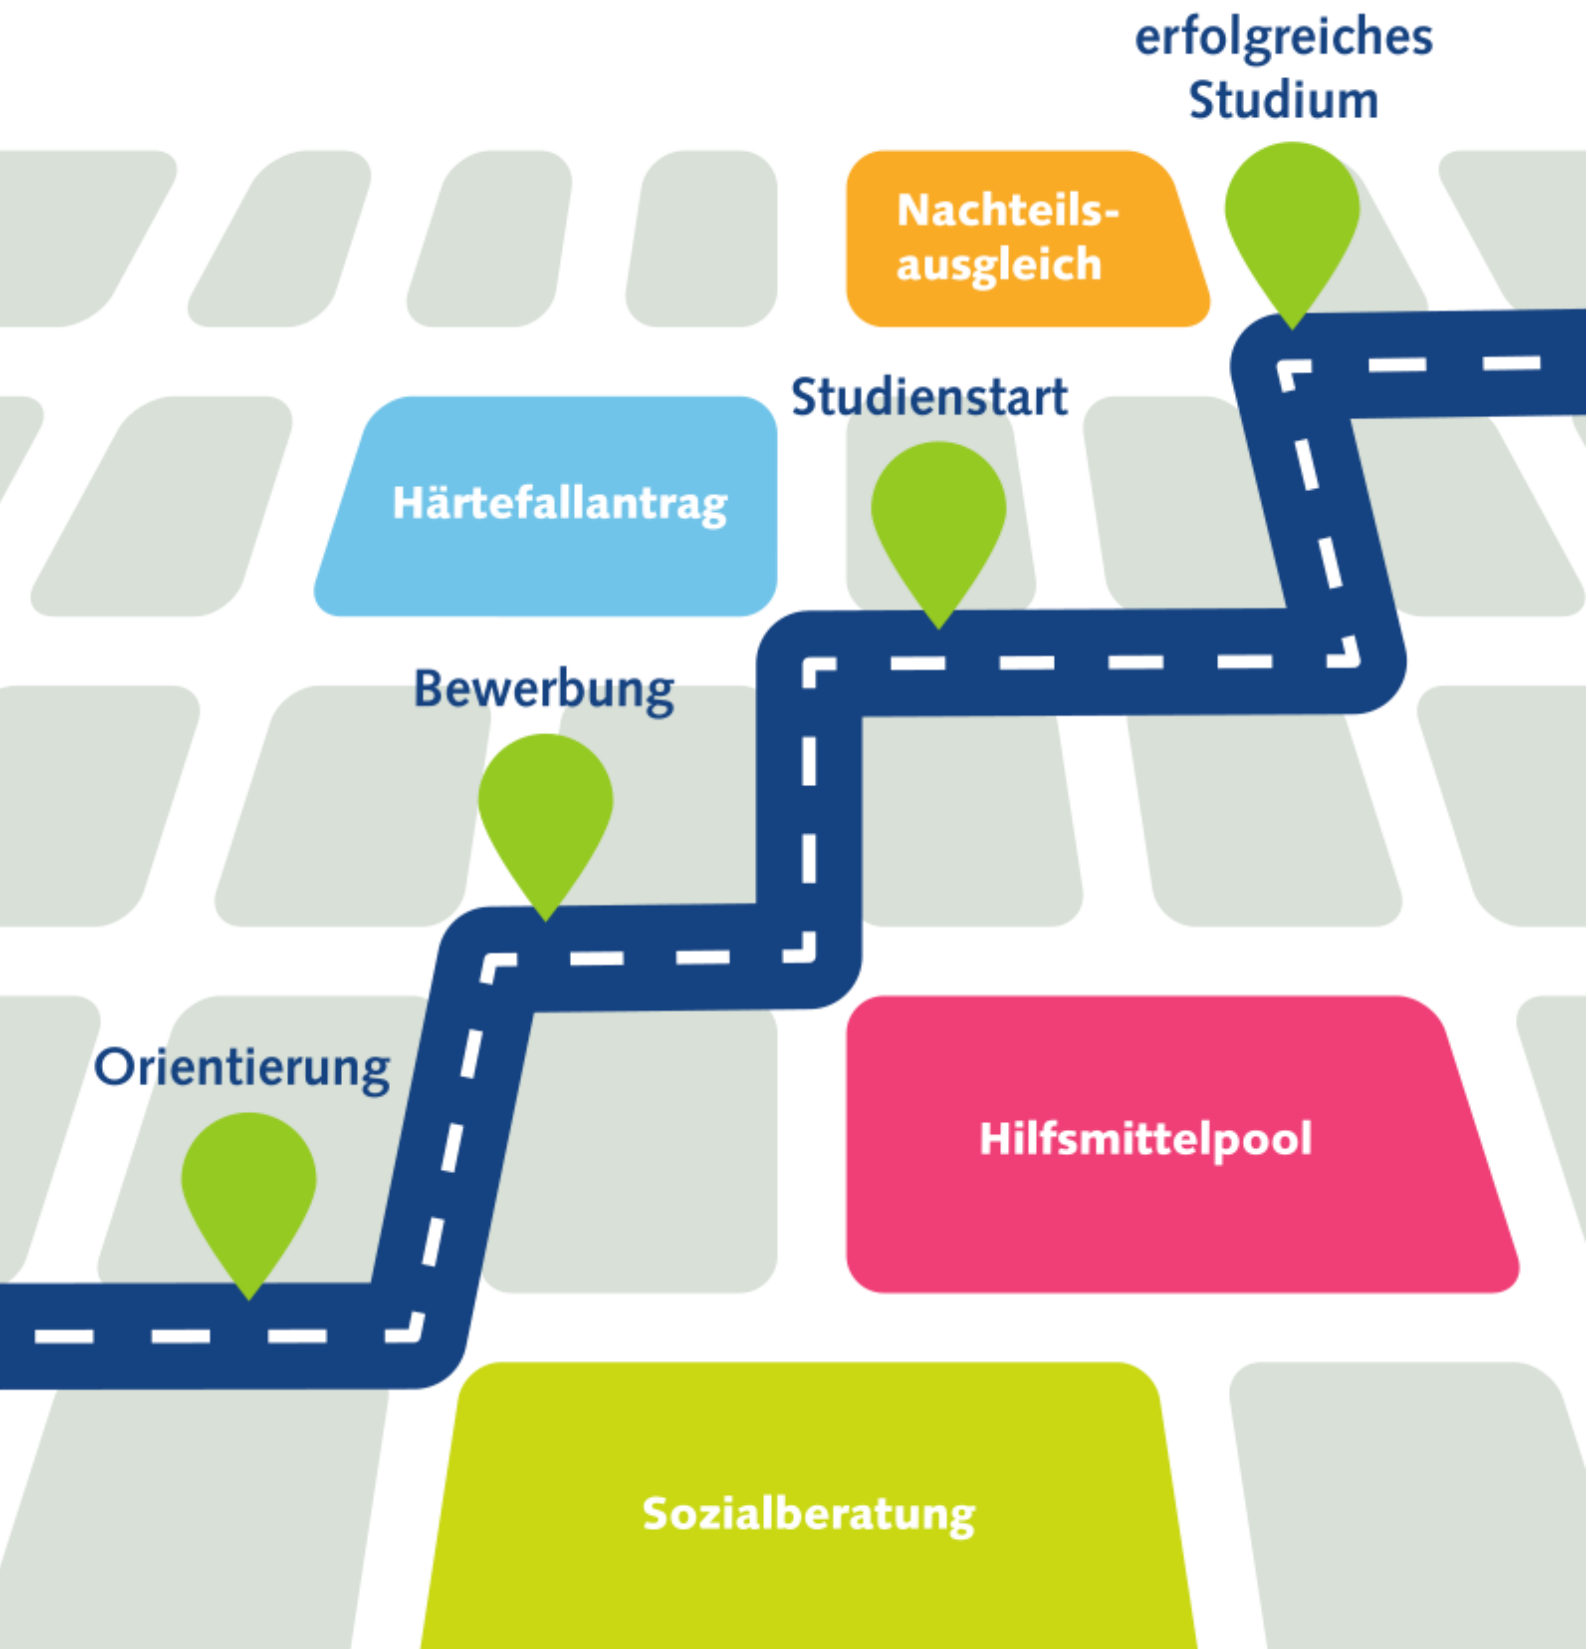 erfolgreiches
Studium
Nachteils-
ausgleich
Studienstart
Härtefallantrag
Bewerbung
Orientierung
Hilfsmittelpool
Sozialberatung